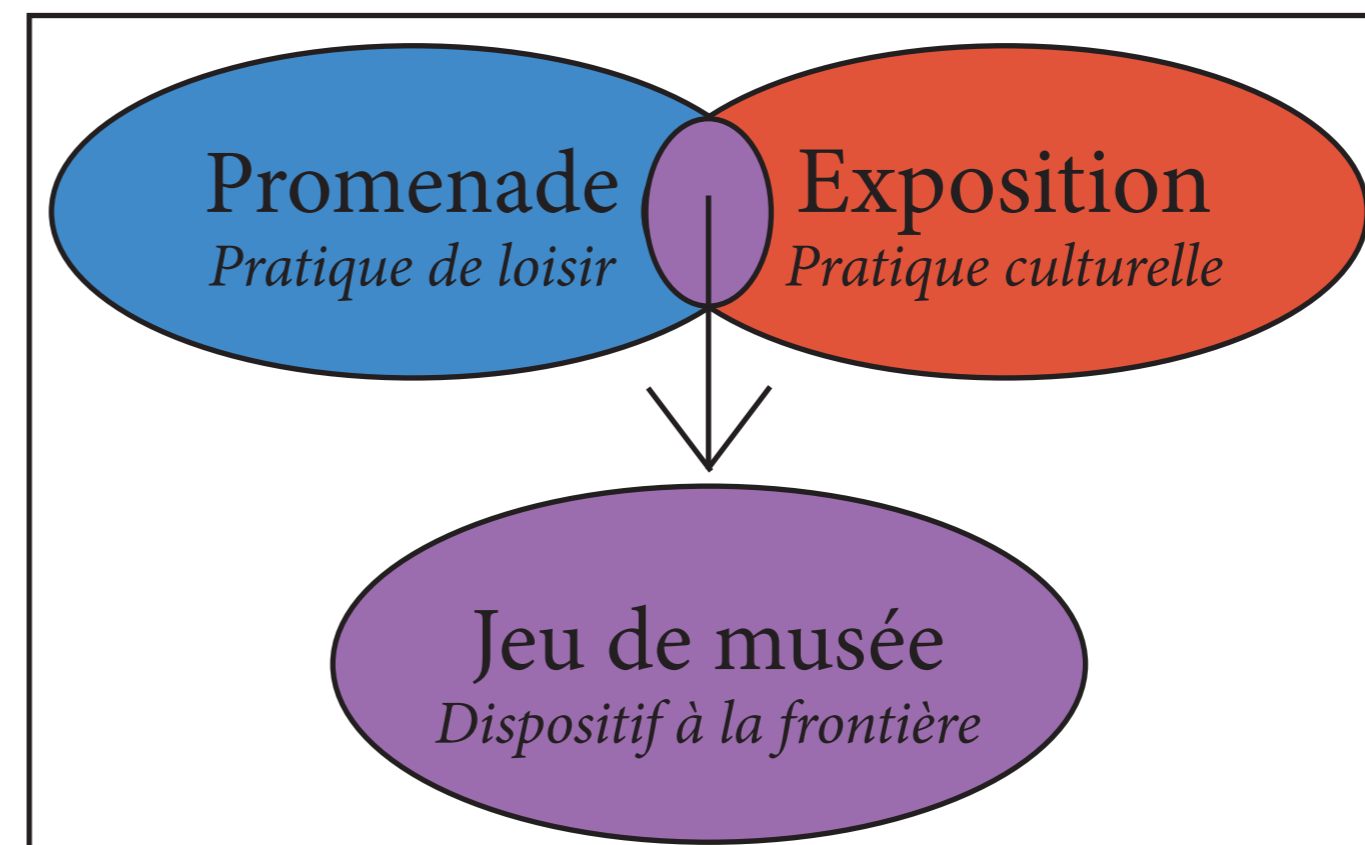 Promenade
Pratique de loisir
Exposition
Pratique culturelle
Jeu de musée
Dispositif à la frontière